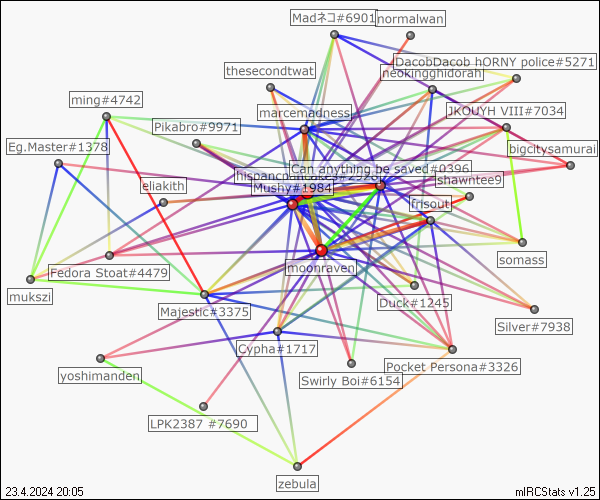 Madネコ#6901
normalwan
DacobDacob hORNY police#5271
thesecondtwat
neokingghidorah
ming#4742
marcemadness
JKOUYH VIII#7034
Pikabro#9971
Eg.Master#1378
bigcitysamurai
Can anything be saved#0396
eliakith
Mushy#1984
shawntee9
frisout
somass
moonraven
Fedora Stoat#4479
mukszi
Duck#1245
Majestic#3375
Silver#7938
Cypha#1717
Pocket Persona#3326
yoshimanden
Swirly Boi#6154
LPK2387 #7690
zebula
23.4.2024 20:05
mIRCStats v1.25